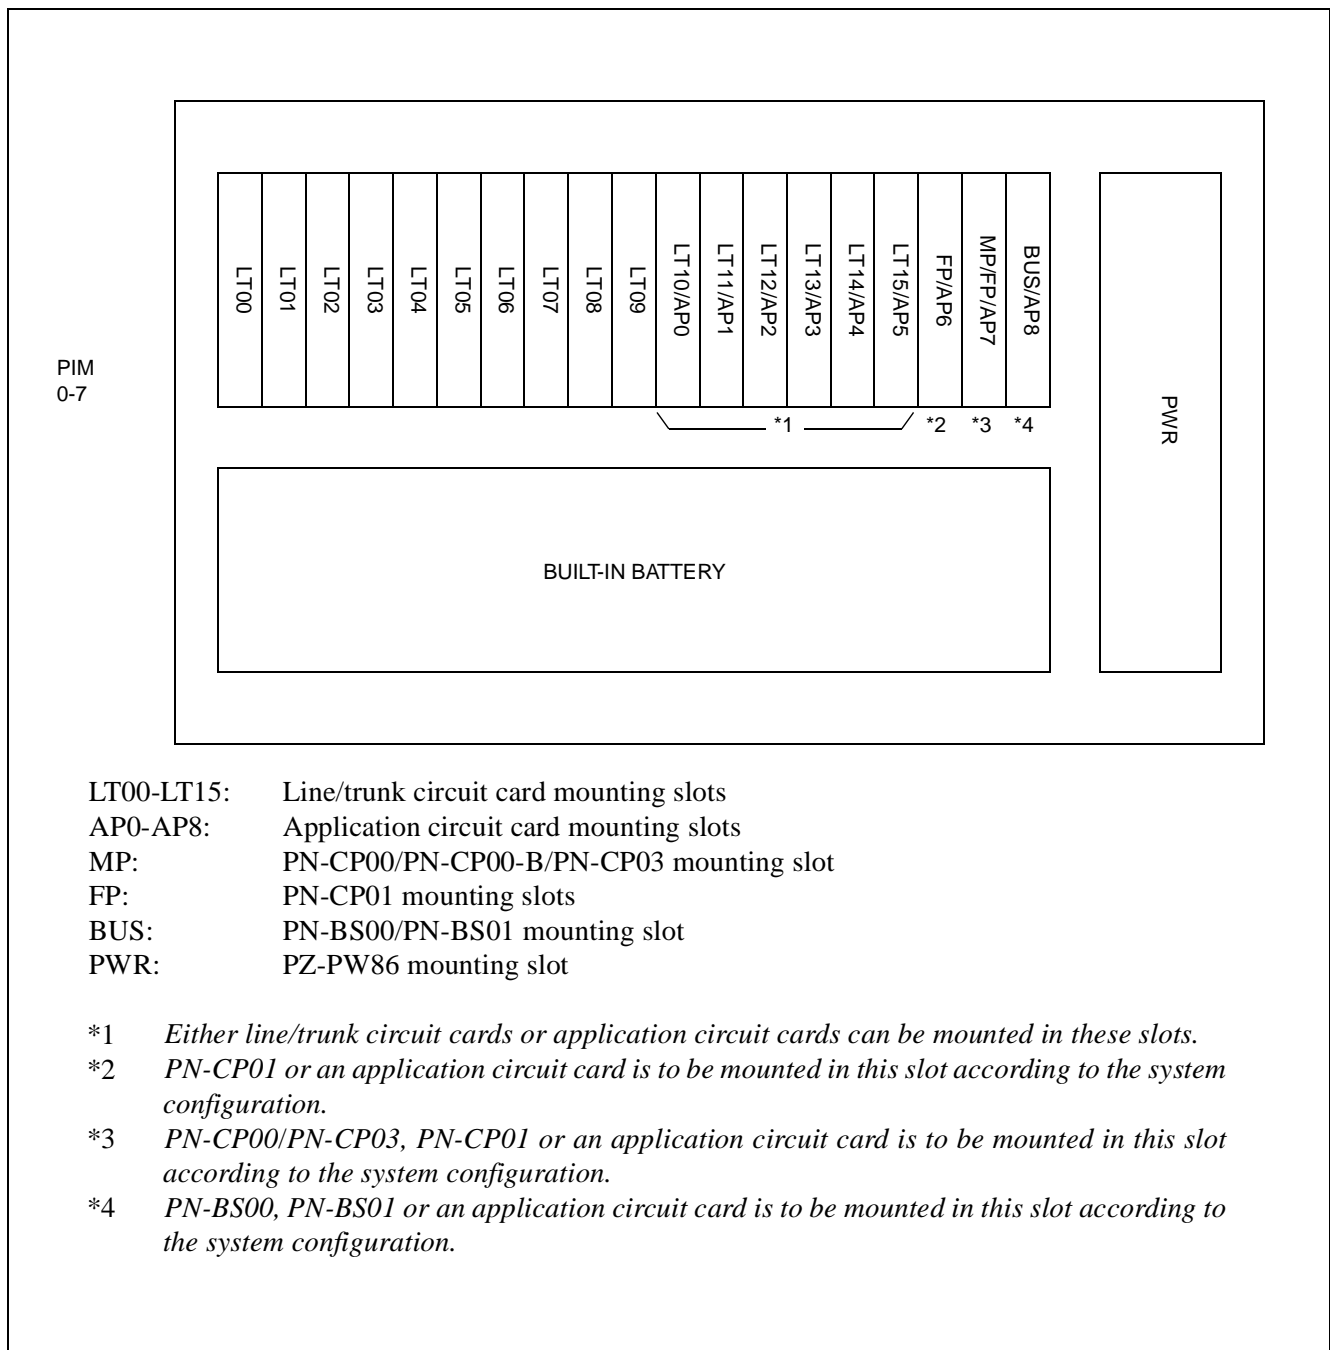 LT00
LT01
LT02
LT03
LT04
LT05
LT06
LT07
LT08
LT09
LT10/AP0
LT11/AP1
LT12/AP2
LT13/AP3
LT14/AP4
LT15/AP5
FP/AP6
MP/FP/AP7
BUS/AP8
PIM
0-7
*1
*2
*3
*4
PWR
BUILT-IN BATTERY
LT00-LT15: Line/trunk circuit card mounting slots
AP0-AP8: Application circuit card mounting slots
MP: PN-CP00/PN-CP00-B/PN-CP03 mounting slot
FP: PN-CP01 mounting slots
BUS: PN-BS00/PN-BS01 mounting slot
PWR: PZ-PW86 mounting slot
*1 Either line/trunk circuit cards or application circuit cards can be mounted in these slots.
*2 PN-CP01 or an application circuit card is to be mounted in this slot according to the system
configuration.
*3 PN-CP00/PN-CP03, PN-CP01 or an application circuit card is to be mounted in this slot
according to the system configuration.
*4 PN-BS00, PN-BS01 or an application circuit card is to be mounted in this slot according to
the system configuration.